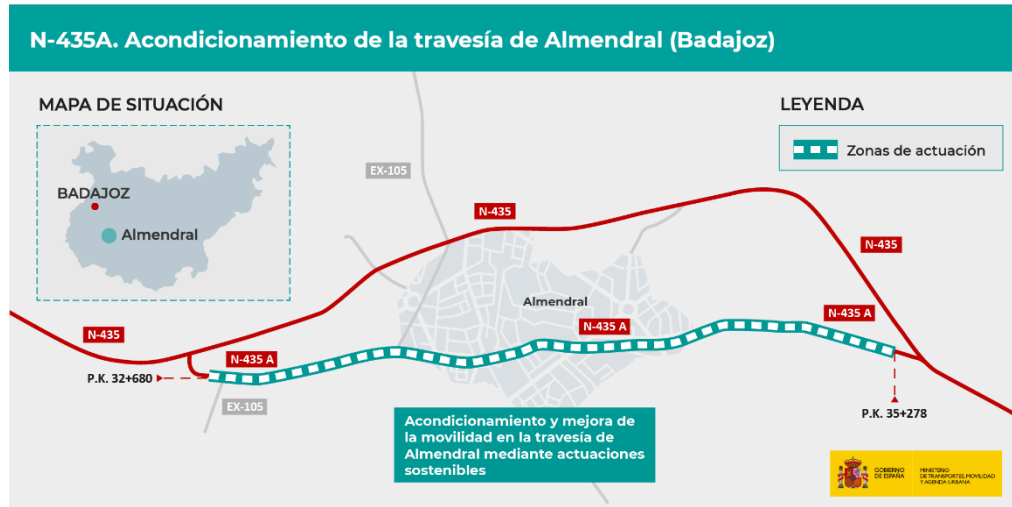 N-435A. Acondicionamiento de la travesía de Almendral (Badajoz)
MAPA DE SITUACIÓN
BADAJOZ
Almendral
LEYENDA
Zonas de actuación
EX-105
N-435
N-435
Almendral
N-435 A
N-435 A
N-435
N-435 A
P.K. 32+680
EX-105
P.K. 35+278
Acondicionamiento y mejora de
la movilidad en la travesía de
Almendral mediante actuaciones
sostenibles
GOBIERNO
DE ESPAÑA
MINISTERIO
DE TRANSPORTES, MOVILIDAD
Y AGENDA URBANA